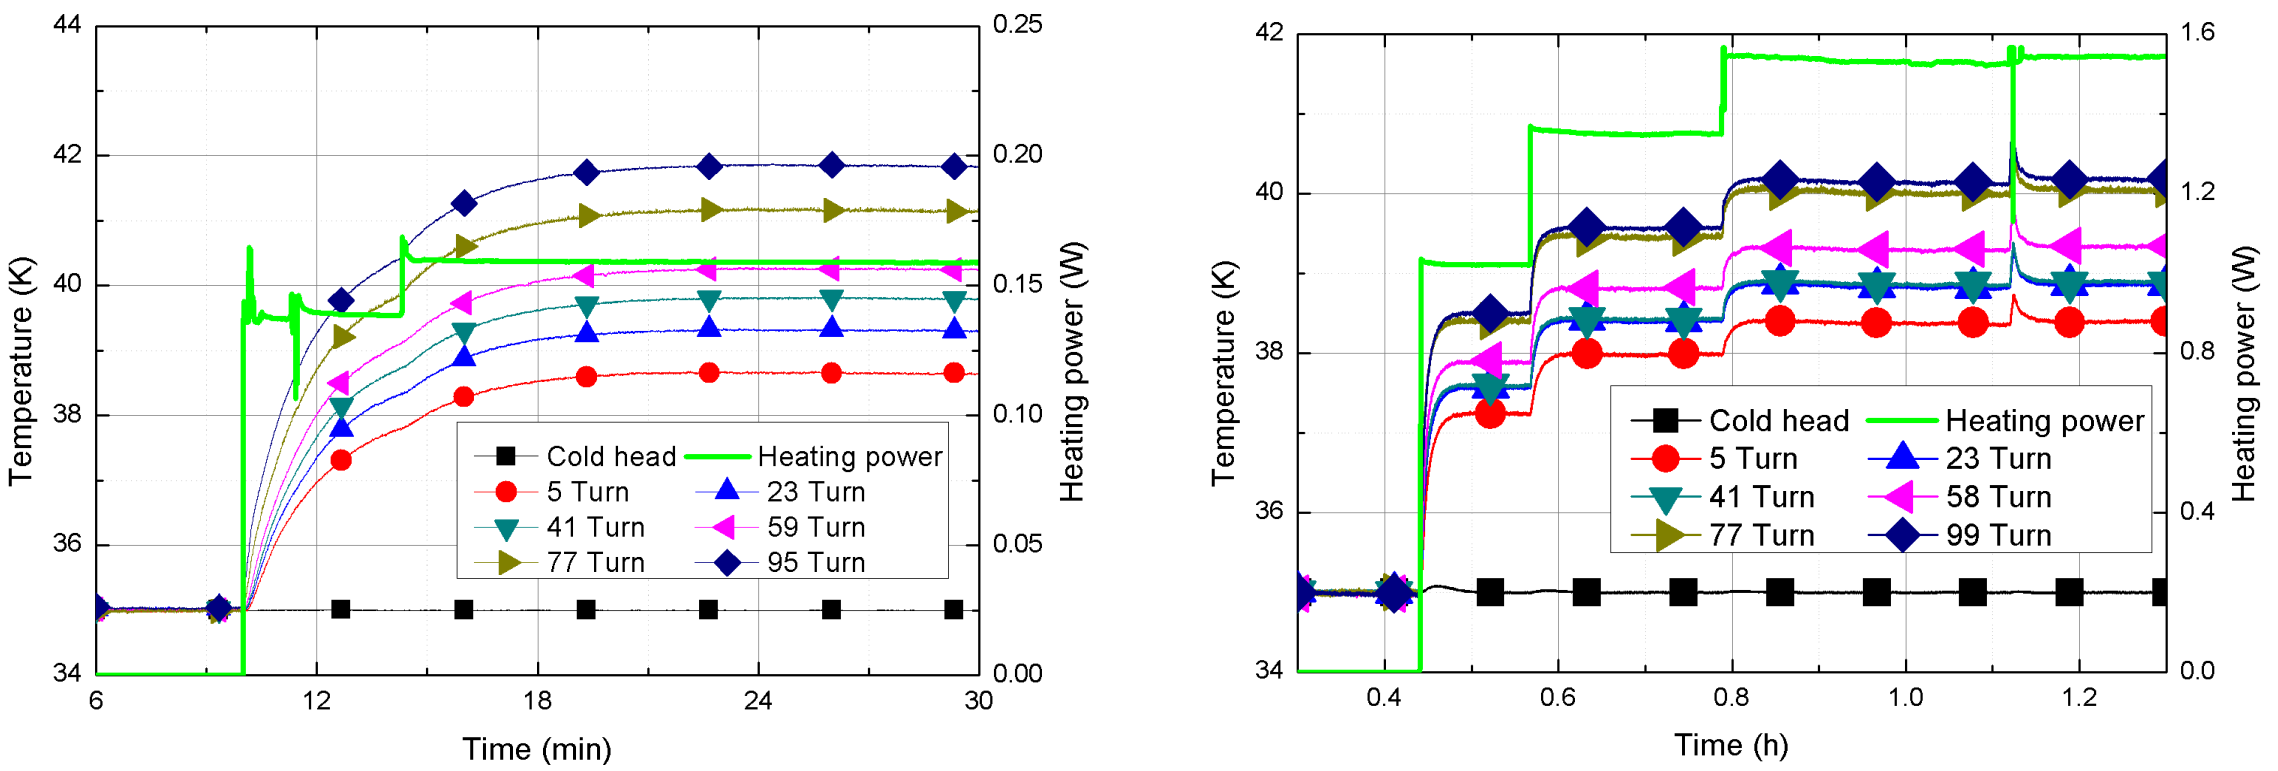 44
42
40
38
36
34
Temperature (K)
0.25
0.20
0.15
0.10
0.05
0.00
Heating power (W)
Cold head Heating power
5 Turn 23 Turn
41 Turn 59 Turn
77 Turn 95 Turn
6 12 18 24 30
Time (min)
42
40
38
36
34
Temperature (K)
1.6
1.2
0.8
0.4
0.0
Heating power (W)
Cold head Heating power
5 Turn 23 Turn
41 Turn 58 Turn
77 Turn 99 Turn
0.4 0.6 0.8 1.0 1.2
Time (h)